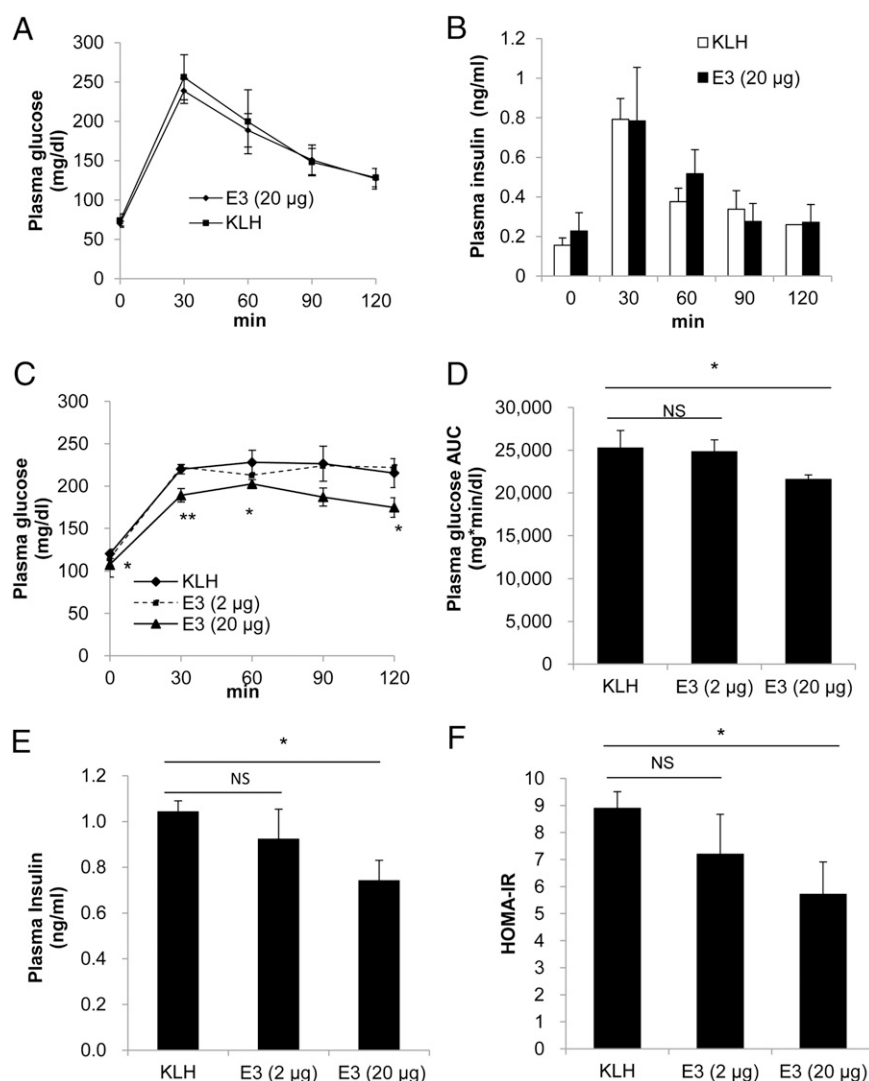 A
Plasma glucose
(mg/dl)
300
250
200
150
100
50
0
E3 (20 µg)
KLH
0 30 60 90 120
min
B
Plasma insulin (ng/ml)
1.2
1
0.8
0.6
0.4
0.2
0
KLH
E3 (20 µg)
0 30 60 90 120
min
C
Plasma glucose
(mg/dl)
300
250
200
150
100
50
0
* ** * *
KLH
E3 (2 µg)
E3 (20 µg)
0 30 60 90 120
min
D
Plasma glucose AUC
(mg*min/dl)
*
NS
30,000
25,000
20,000
15,000
10,000
5,000
0
KLH E3 (2 µg) E3 (20 µg)
E
Plasma Insulin
(ng/ml)
*
NS
1.2
1.0
0.8
0.6
0.4
0.2
0.0
KLH E3 (2 µg) E3 (20 µg)
F
HOMA-IR
*
NS
10
9
8
7
6
5
4
3
2
1
0
KLH E3 (2 µg) E3 (20 µg)